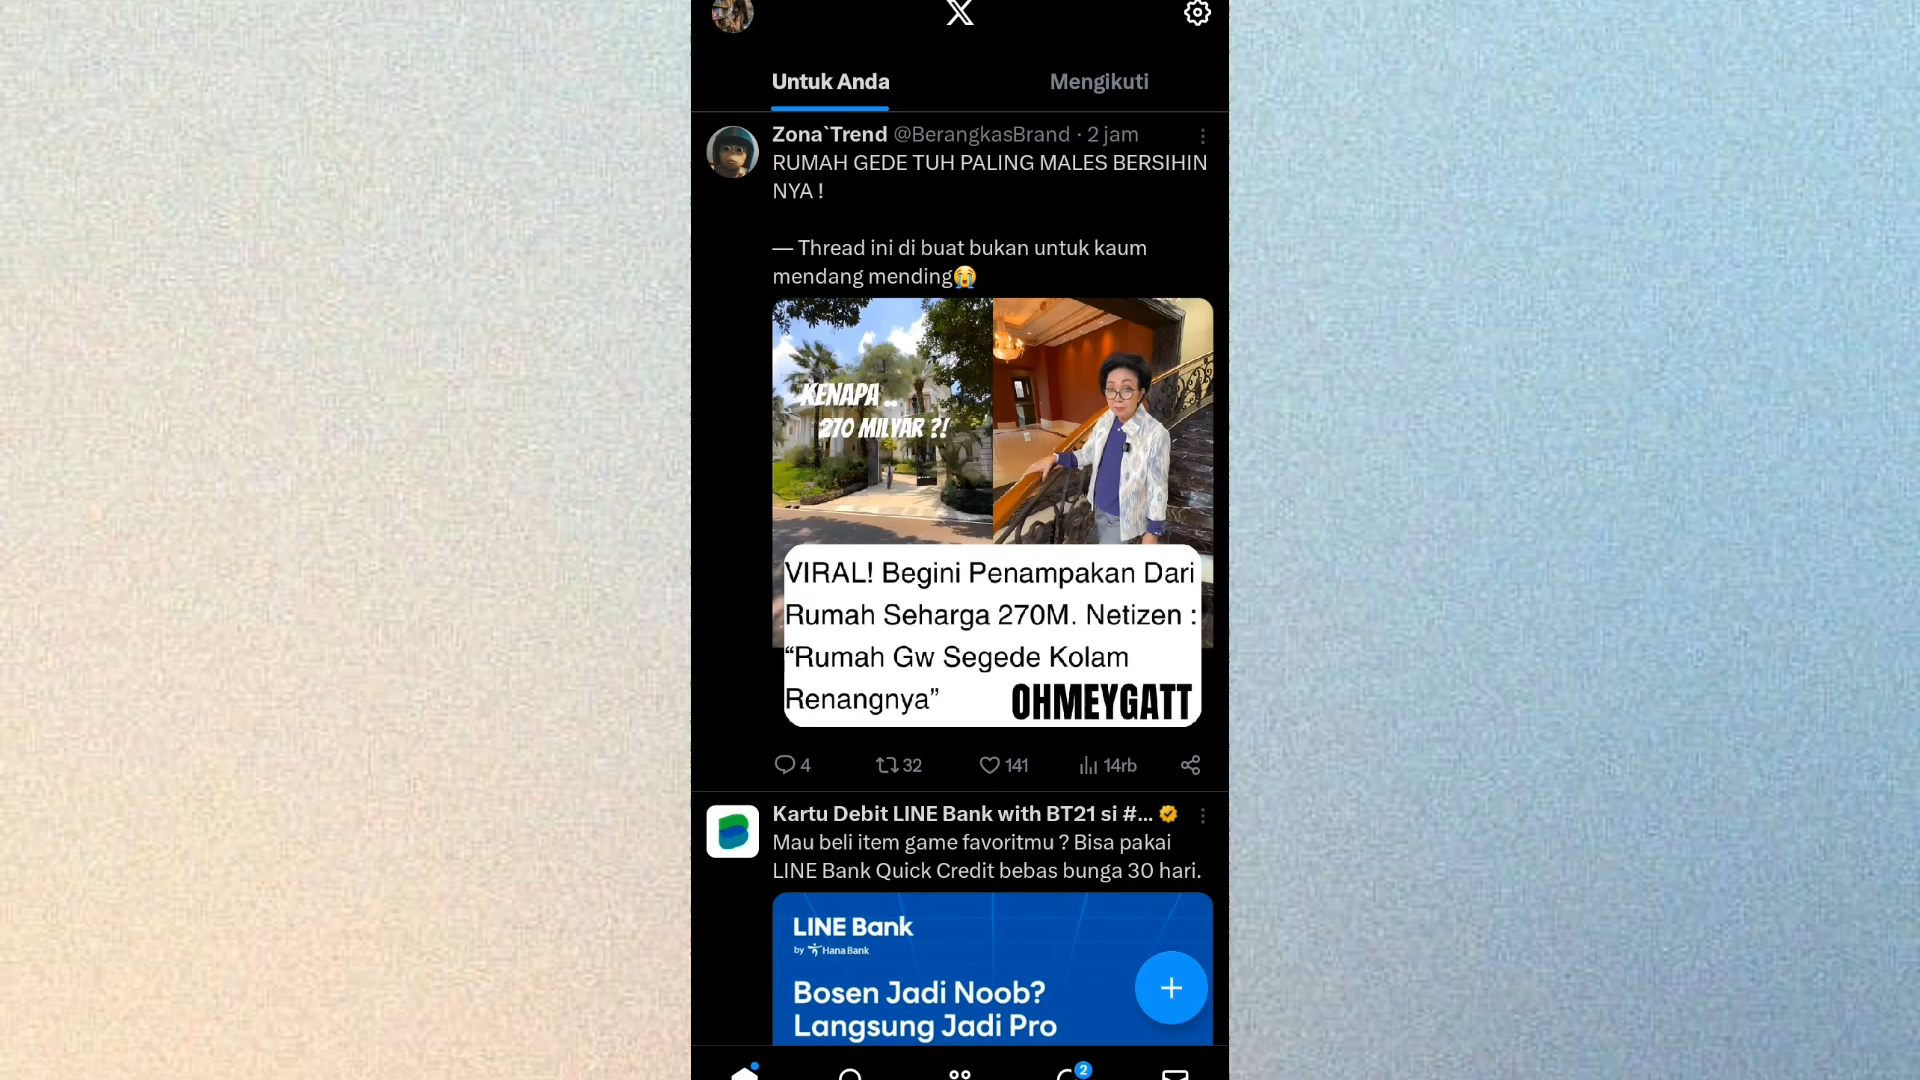 Untuk Anda
Mengikuti
Zona`Trend @BerangkasBrand · 2 jam
RUMAH GEDE TUH PALING MALES BERSIHIN
NYA !
— Thread ini di buat bukan untuk kaum
mendang mending😭
KENAPA ..
270 MILYAR ?!
VIRAL! Begini Penampakan Dari
Rumah Seharga 270M. Netizen :
“Rumah Gw Segede Kolam
Renangnya”
OHMEYGATT
4 32 141 14rb
Kartu Debit LINE Bank with BT21 si #...
Mau beli item game favoritmu ? Bisa pakai
LINE Bank Quick Credit bebas bunga 30 hari.
LINE Bank
by Hana Bank
Bosen Jadi Noob?
Langsung Jadi Pro
2